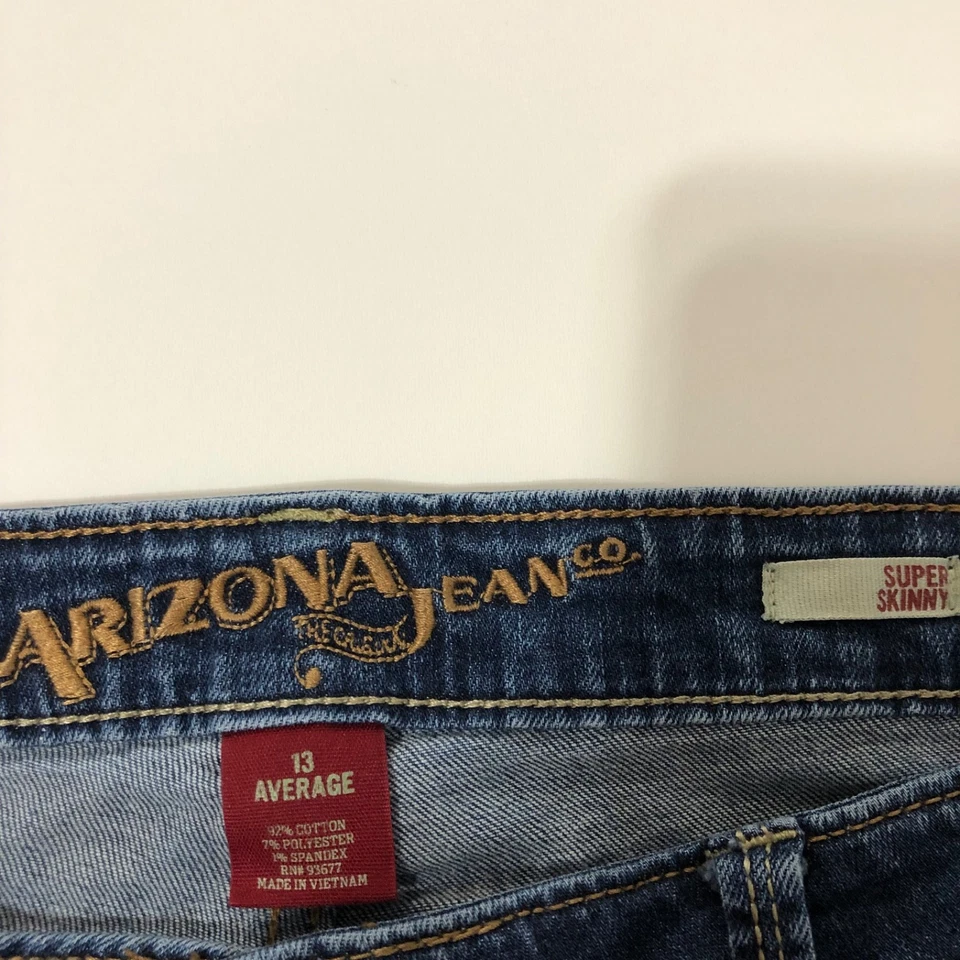 ARIZONA JEAN CO.
THE ORIGINAL
SUPER
SKINNY
13
AVERAGE
92% COTTON
7% POLYESTER
1% SPANDEX
RN# 93677
MADE IN VIETNAM